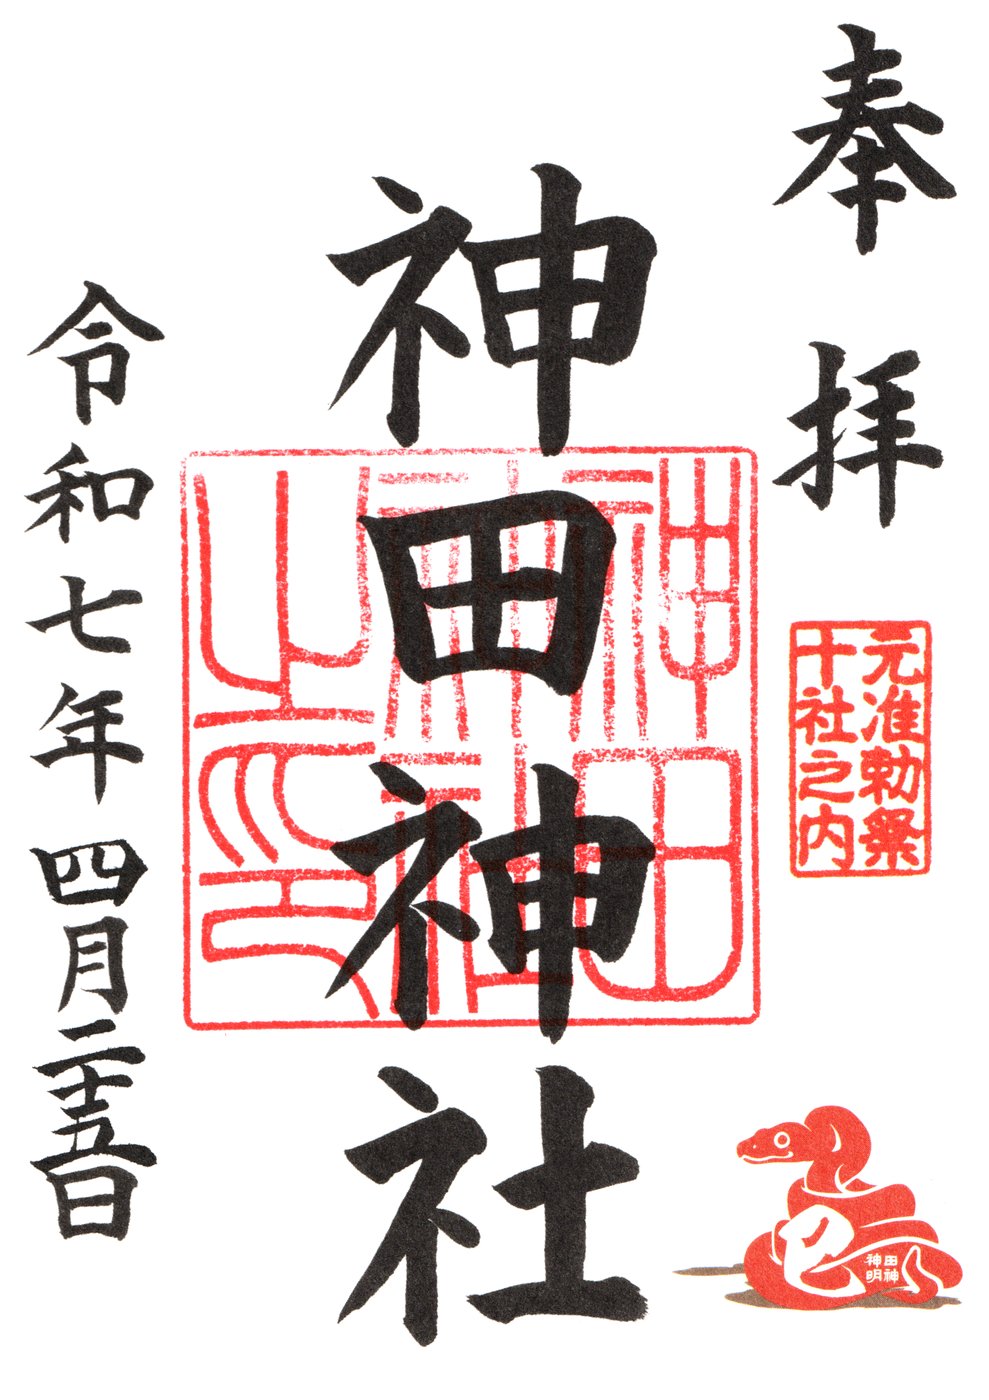 奉拝
元准勅祭
十社之内
神田神社
神田神社之印
令和七年四月二十五日
巳
神田
明神